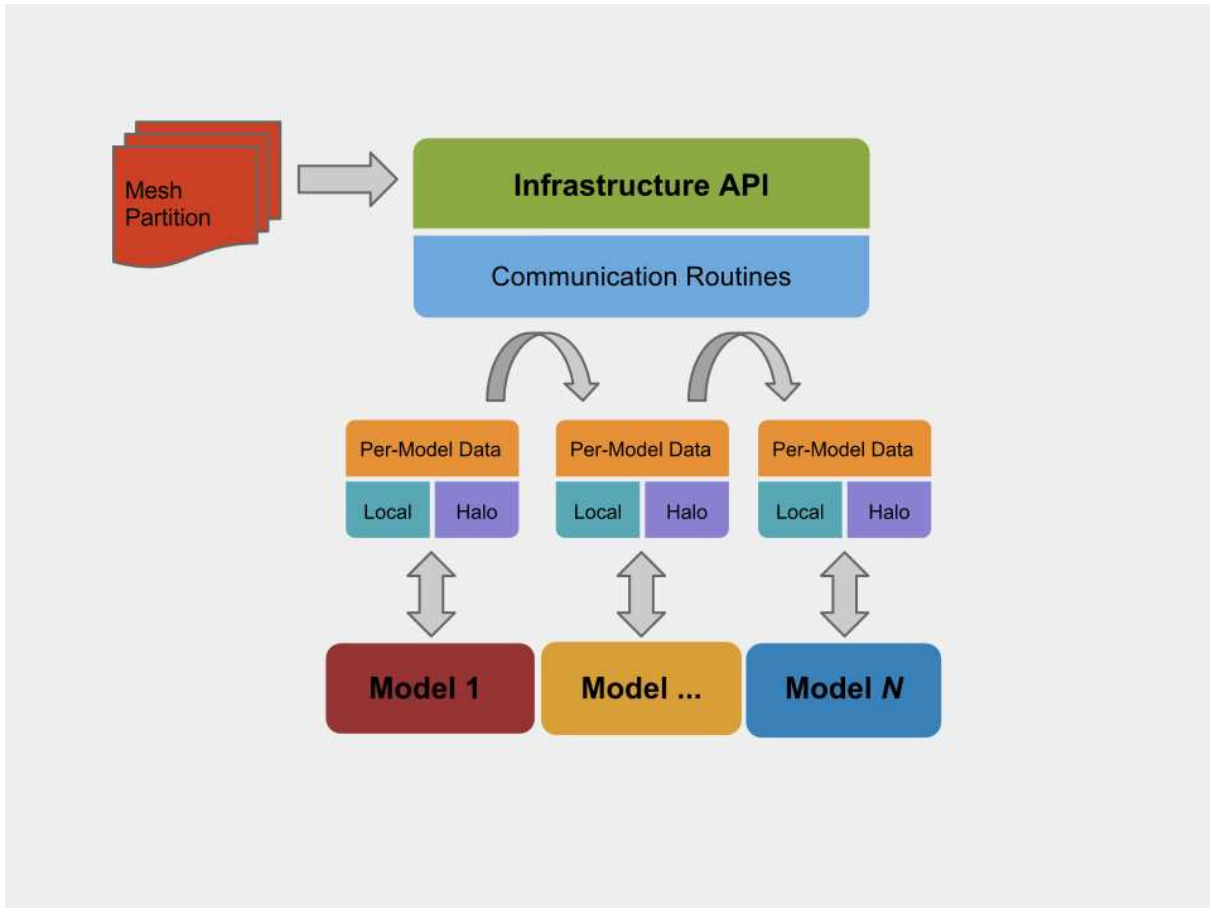 Mesh
Partition
Infrastructure API
Communication Routines
Per-Model Data
Per-Model Data
Per-Model Data
Local
Halo
Local
Halo
Local
Halo
Model 1
Model ...
Model N